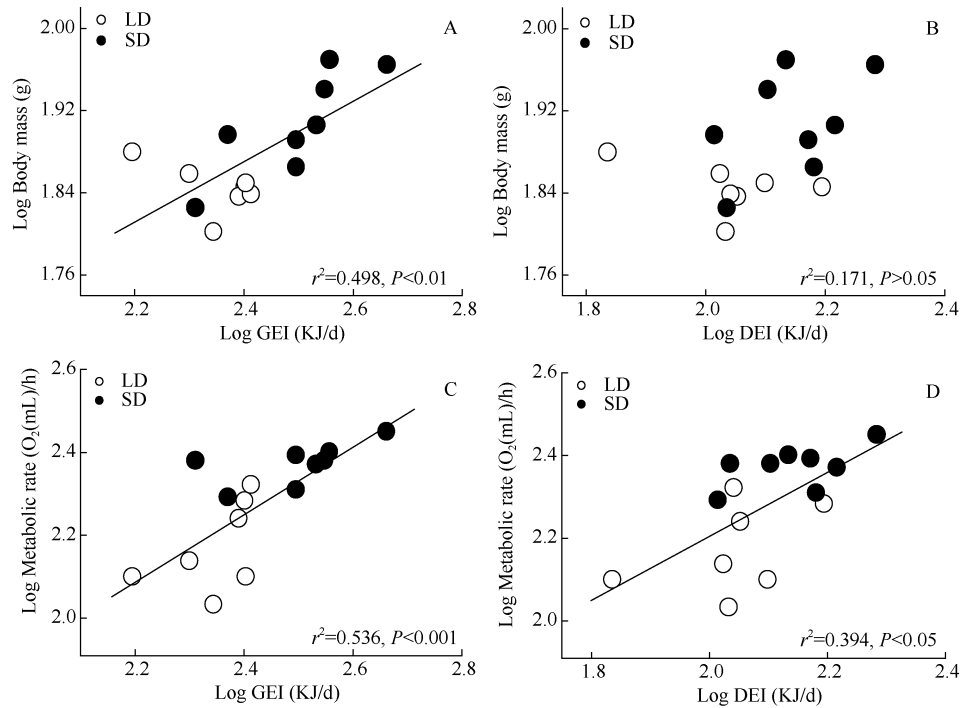 2.00
LD
SD
A
1.92
1.84
1.76
Log Body mass (g)
r²=0.498, P<0.01
2.2 2.4 2.6 2.8
Log GEI (KJ/d)
2.00
LD
SD
B
1.92
1.84
1.76
Log Body mass (g)
r²=0.171, P>0.05
1.8 2.0 2.2 2.4
Log DEI (KJ/d)
2.6
LD
SD
C
2.4
2.2
2.0
Log Metabolic rate (O₂(mL)/h)
r²=0.536, P<0.001
2.2 2.4 2.6 2.8
Log GEI (KJ/d)
2.6
LD
SD
D
2.4
2.2
2.0
Log Metabolic rate (O₂(mL)/h)
r²=0.394, P<0.05
1.8 2.0 2.2 2.4
Log DEI (KJ/d)